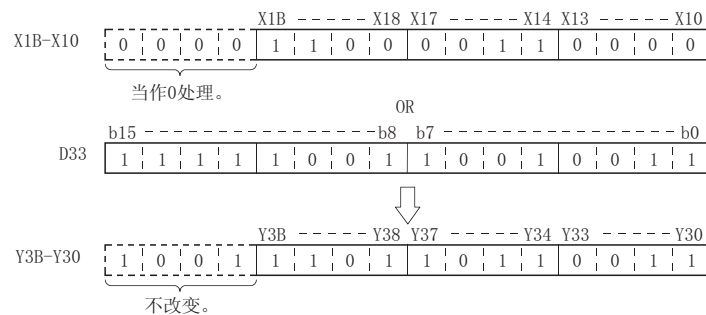 X1B X18 X17 X14 X13 X10
X1B-X10 0 0 0 0 1 1 0 0 0 0 1 1 0 0 0 0
当作0处理。
OR
b15 b8 b7 b0
D33 1 1 1 1 1 0 0 1 1 0 0 1 0 0 1 1
Y3B Y38 Y37 Y34 Y33 Y30
Y3B-Y30 1 0 0 1 1 1 0 1 1 0 1 1 0 0 1 1
不改变。